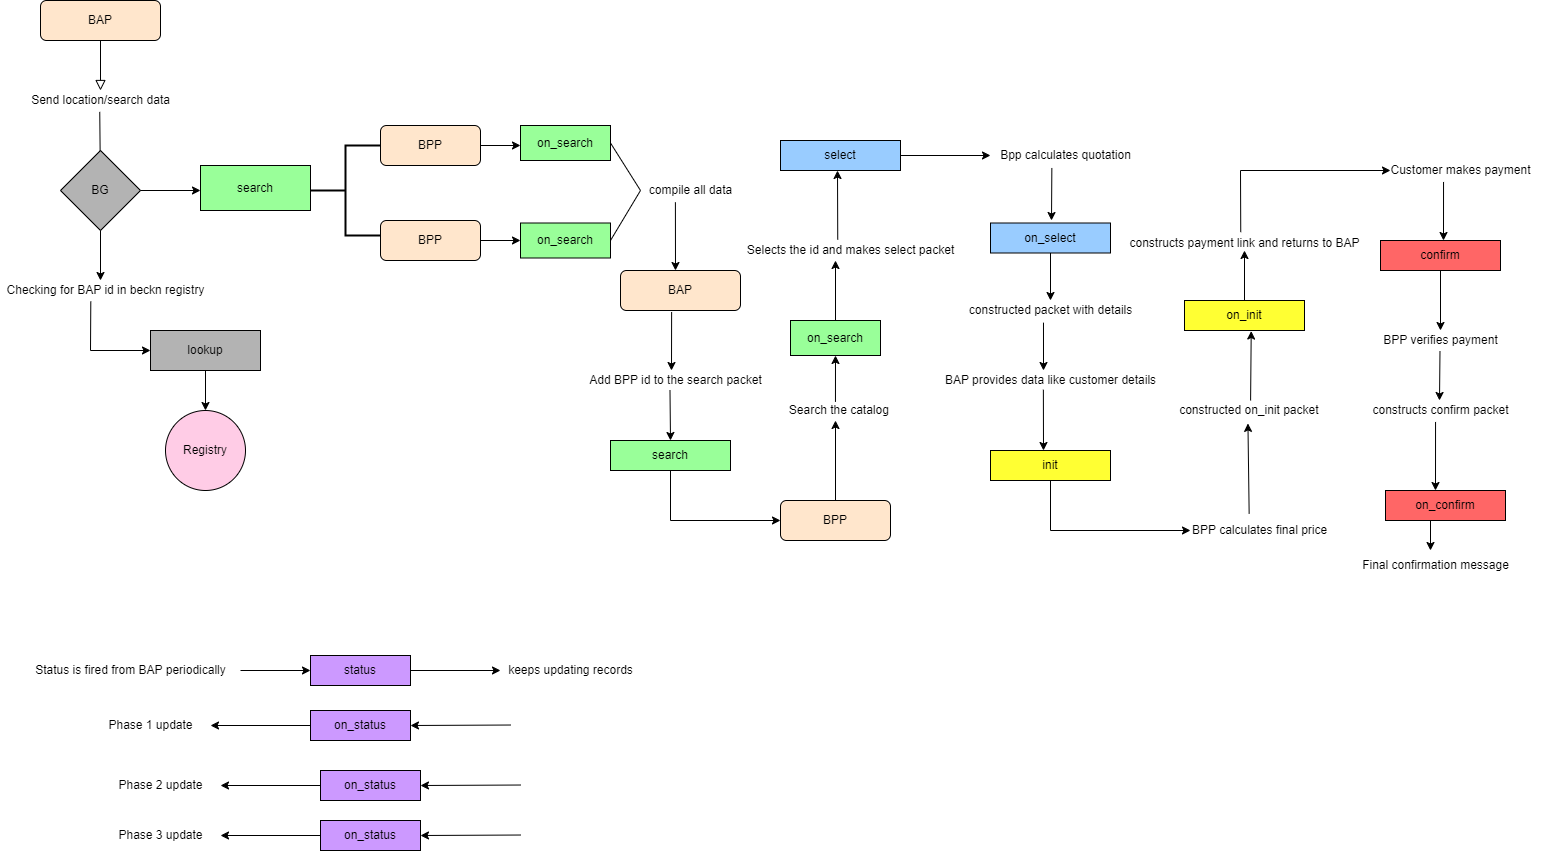 BAP
Send location/search data
BG
search
BPP
on_search
BPP
on_search
compile all data
Checking for BAP id in beckn registry
lookup
Registry
BAP
Add BPP id to the search packet
search
BPP
Search the catalog
on_search
Selects the id and makes select packet
select
Bpp calculates quotation
on_select
constructed packet with details
BAP provides data like customer details
init
BPP calculates final price
constructed on_init packet
on_init
constructs payment link and returns to BAP
Customer makes payment
confirm
BPP verifies payment
constructs confirm packet
on_confirm
Final confirmation message
Status is fired from BAP periodically
status
keeps updating records
Phase 1 update
on_status
Phase 2 update
on_status
Phase 3 update
on_status